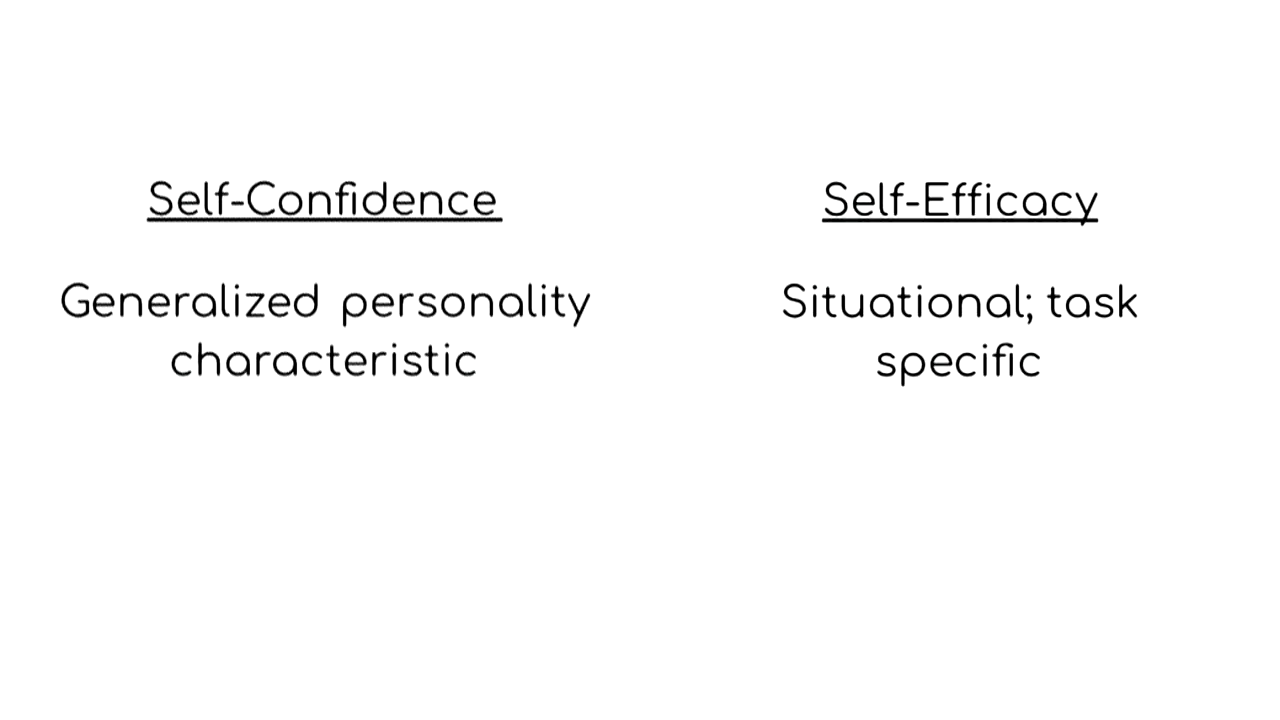 Self-Confidence
Generalized personality
characteristic
Self-Efficacy
Situational; task
specific